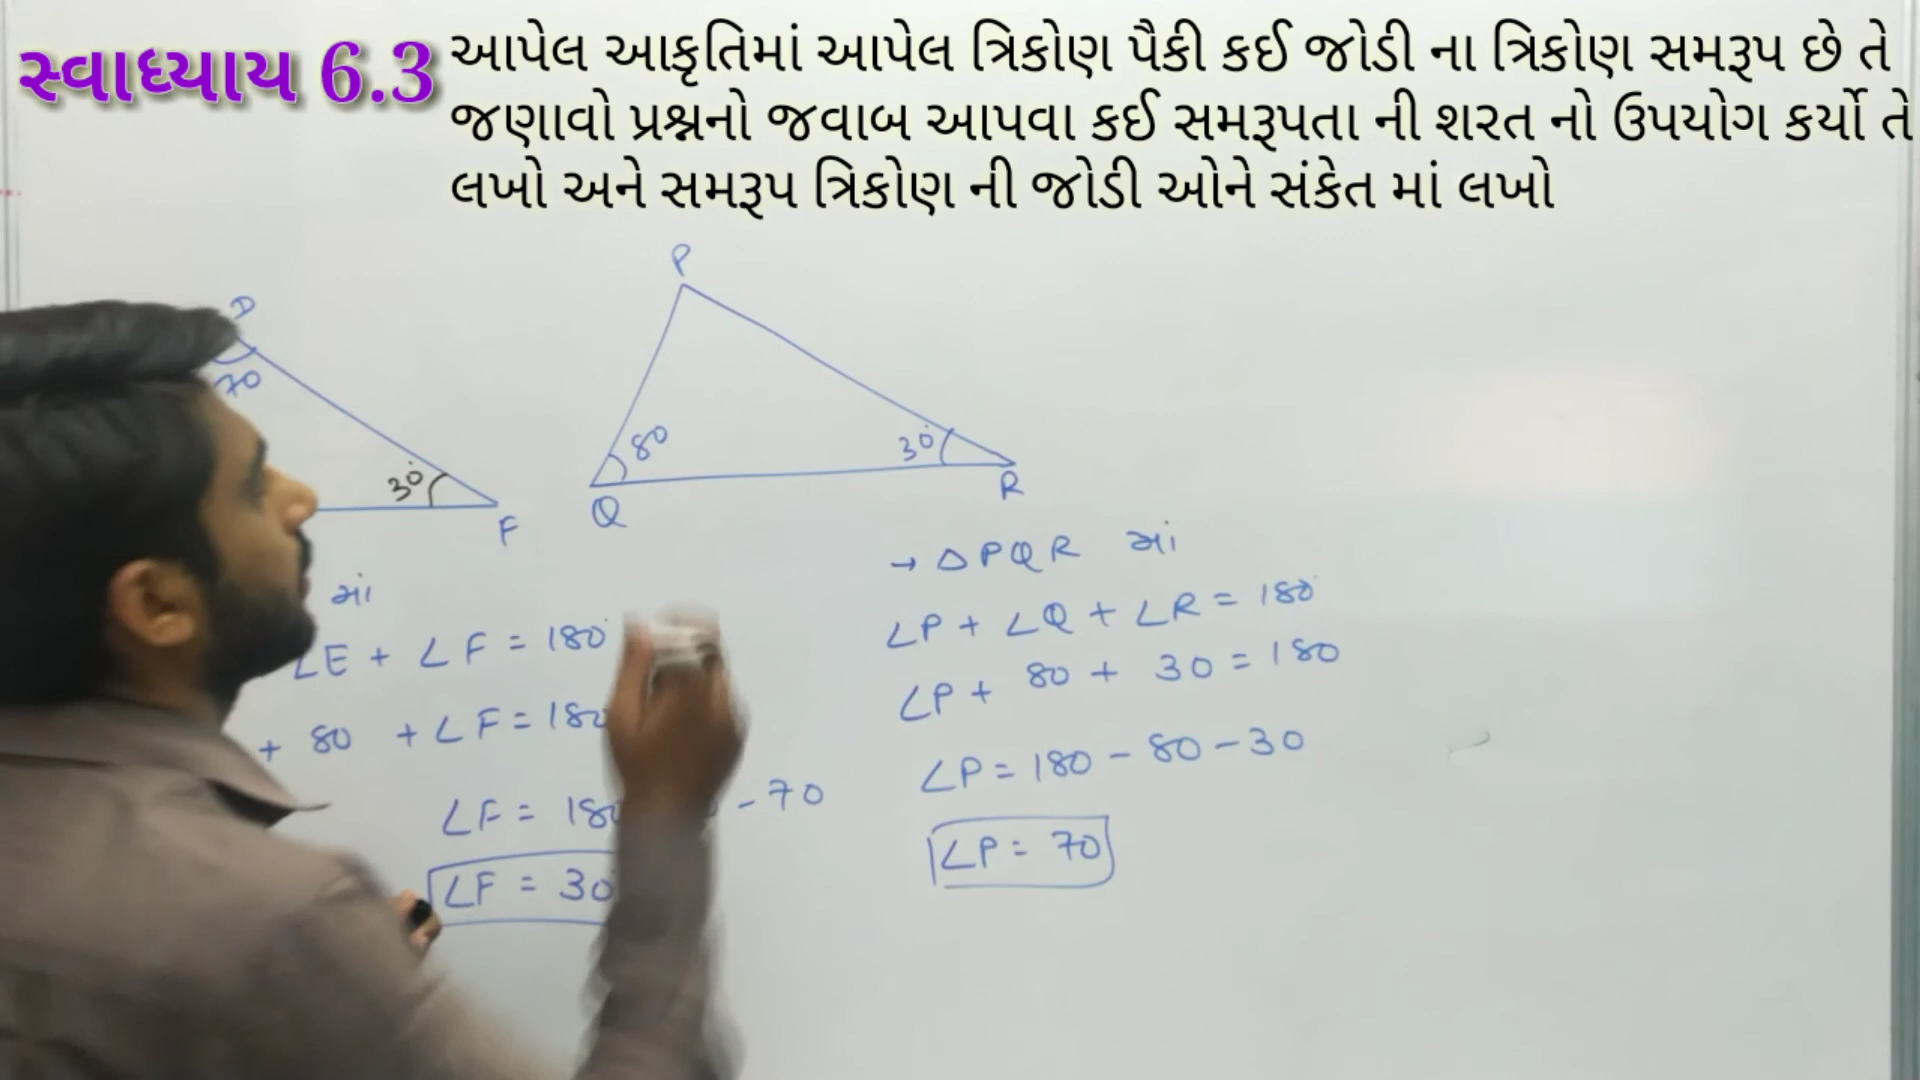 સ્વાધ્યાય 6.3
આપેલ આકૃતિમાં આપેલ ત્રિકોણ પૈકી કઈ જોડી ના ત્રિકોણ સમરૂપ છે તે
જણાવો પ્રશ્નનો જવાબ આપવા કઈ સમરૂપતા ની શરત નો ઉપયોગ કર્યો તે
લખો અને સમરૂપ ત્રિકોણ ની જોડી ઓને સંકેત માં લખો
D
70
30°
F
P
80
30°
Q
R
માં
∠E + ∠F = 180
+ 80 + ∠F = 180
∠F = 180 - 70
∠F = 30
→ △PQR માં
∠P + ∠Q + ∠R = 180
∠P + 80 + 30 = 180
∠P = 180 - 80 - 30
∠P = 70